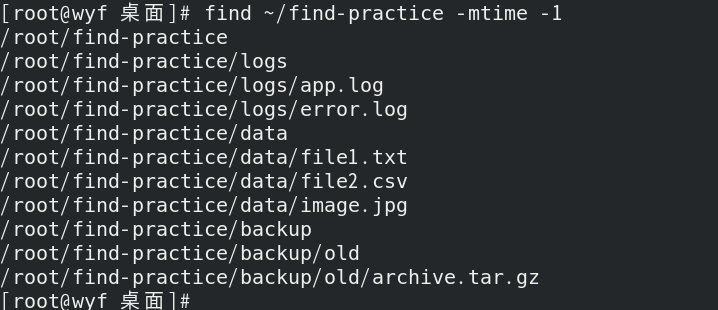 [root@wyf 桌面]# find ~/find-practice -mtime -1
/root/find-practice
/root/find-practice/logs
/root/find-practice/logs/app.log
/root/find-practice/logs/error.log
/root/find-practice/data
/root/find-practice/data/file1.txt
/root/find-practice/data/file2.csv
/root/find-practice/data/image.jpg
/root/find-practice/backup
/root/find-practice/backup/old
/root/find-practice/backup/old/archive.tar.gz
[root@wyf 桌面]#